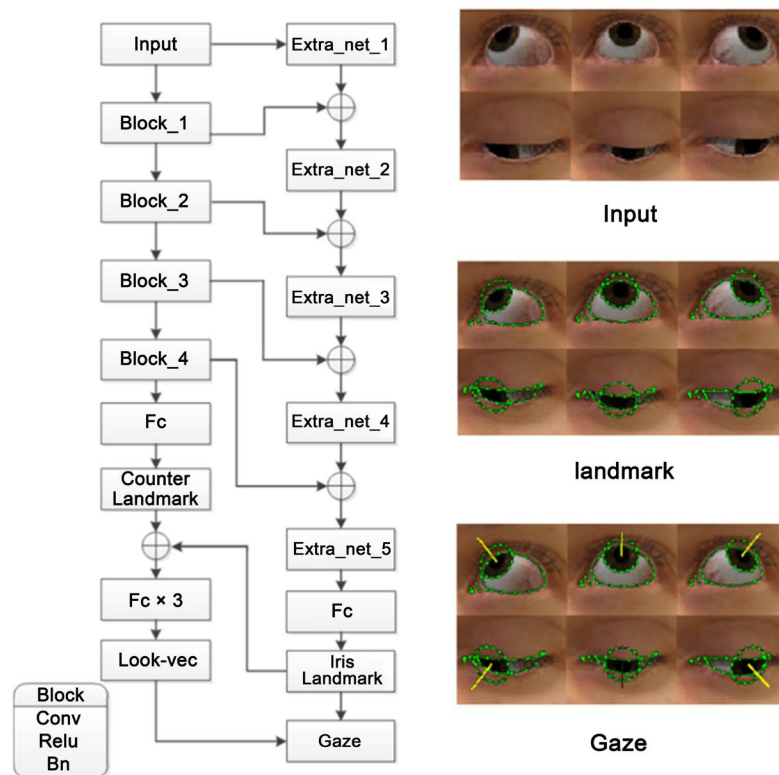 Input
Extra_net_1
Block_1
Extra_net_2
Block_2
Extra_net_3
Block_3
Block_4
Extra_net_4
Fc
Counter
Landmark
Extra_net_5
Fc × 3
Fc
Look-vec
Iris
Landmark
Gaze
Block
Conv
Relu
Bn
Input
landmark
Gaze